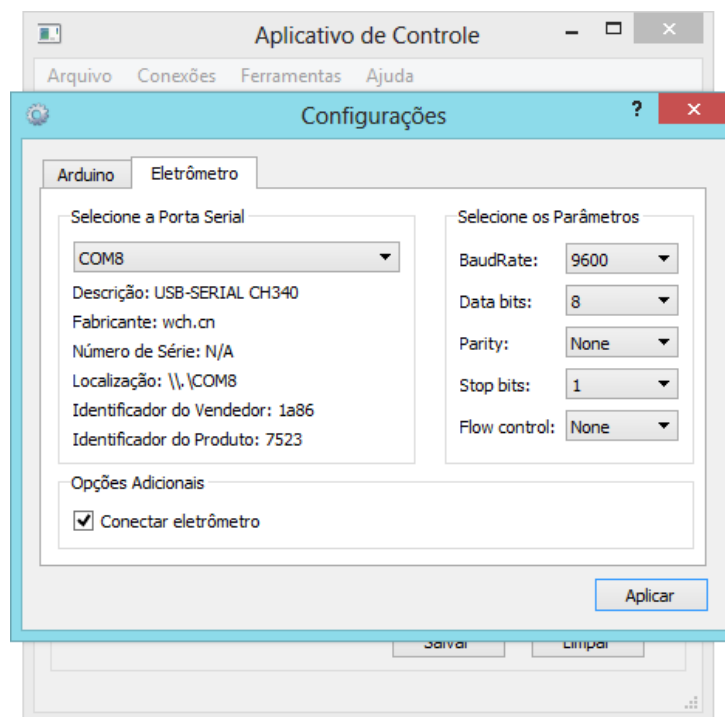 Aplicativo de Controle
Arquivo Conexões Ferramentas Ajuda
Configurações ?
Arduino Eletrômetro
Selecione a Porta Serial
COM8
Descrição: USB-SERIAL CH340
Fabricante: wch.cn
Número de Série: N/A
Localização: \\.\COM8
Identificador do Vendedor: 1a86
Identificador do Produto: 7523
Selecione os Parâmetros
BaudRate: 9600
Data bits: 8
Parity: None
Stop bits: 1
Flow control: None
Opções Adicionais
Conectar eletrômetro
Aplicar
Salvar Limpar